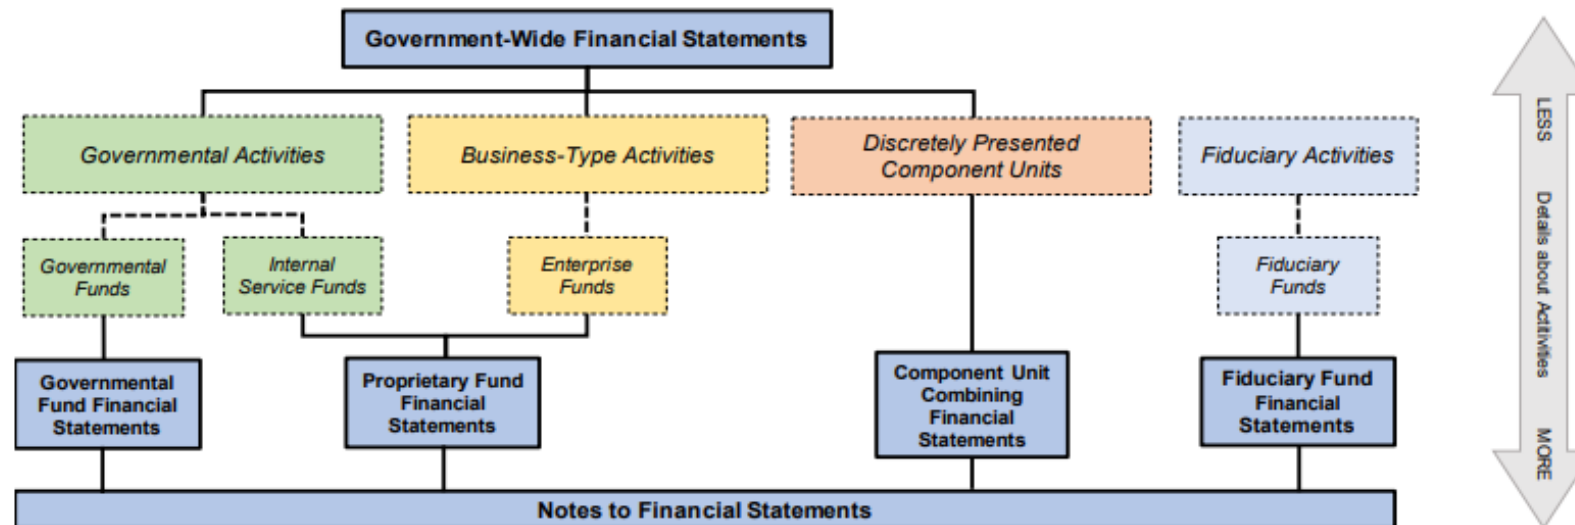 Government-Wide Financial Statements
Governmental Activities
Business-Type Activities
Discretely Presented
Component Units
Fiduciary Activities
Governmental
Funds
Internal
Service Funds
Enterprise
Funds
Fiduciary
Funds
Governmental
Fund Financial
Statements
Proprietary Fund
Financial
Statements
Component Unit
Combining
Financial
Statements
Fiduciary Fund
Financial
Statements
Notes to Financial Statements
LESS
Details about Actitivities
MORE